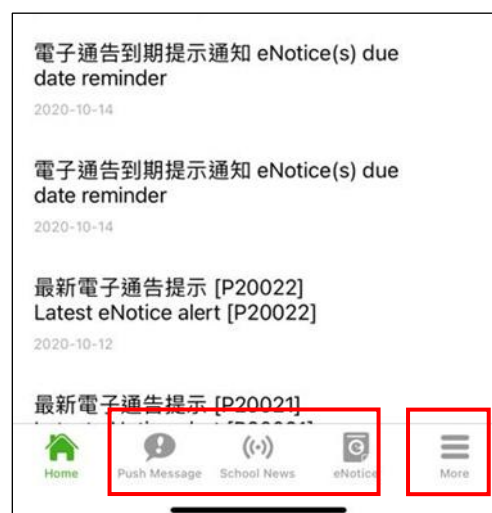 電子通告到期提示通知 eNotice(s) due
date reminder
2020-10-14
電子通告到期提示通知 eNotice(s) due
date reminder
2020-10-14
最新電子通告提示 [P20022]
Latest eNotice alert [P20022]
2020-10-12
最新電子通告提示 [P20021]
Home Push Message School News eNotice More